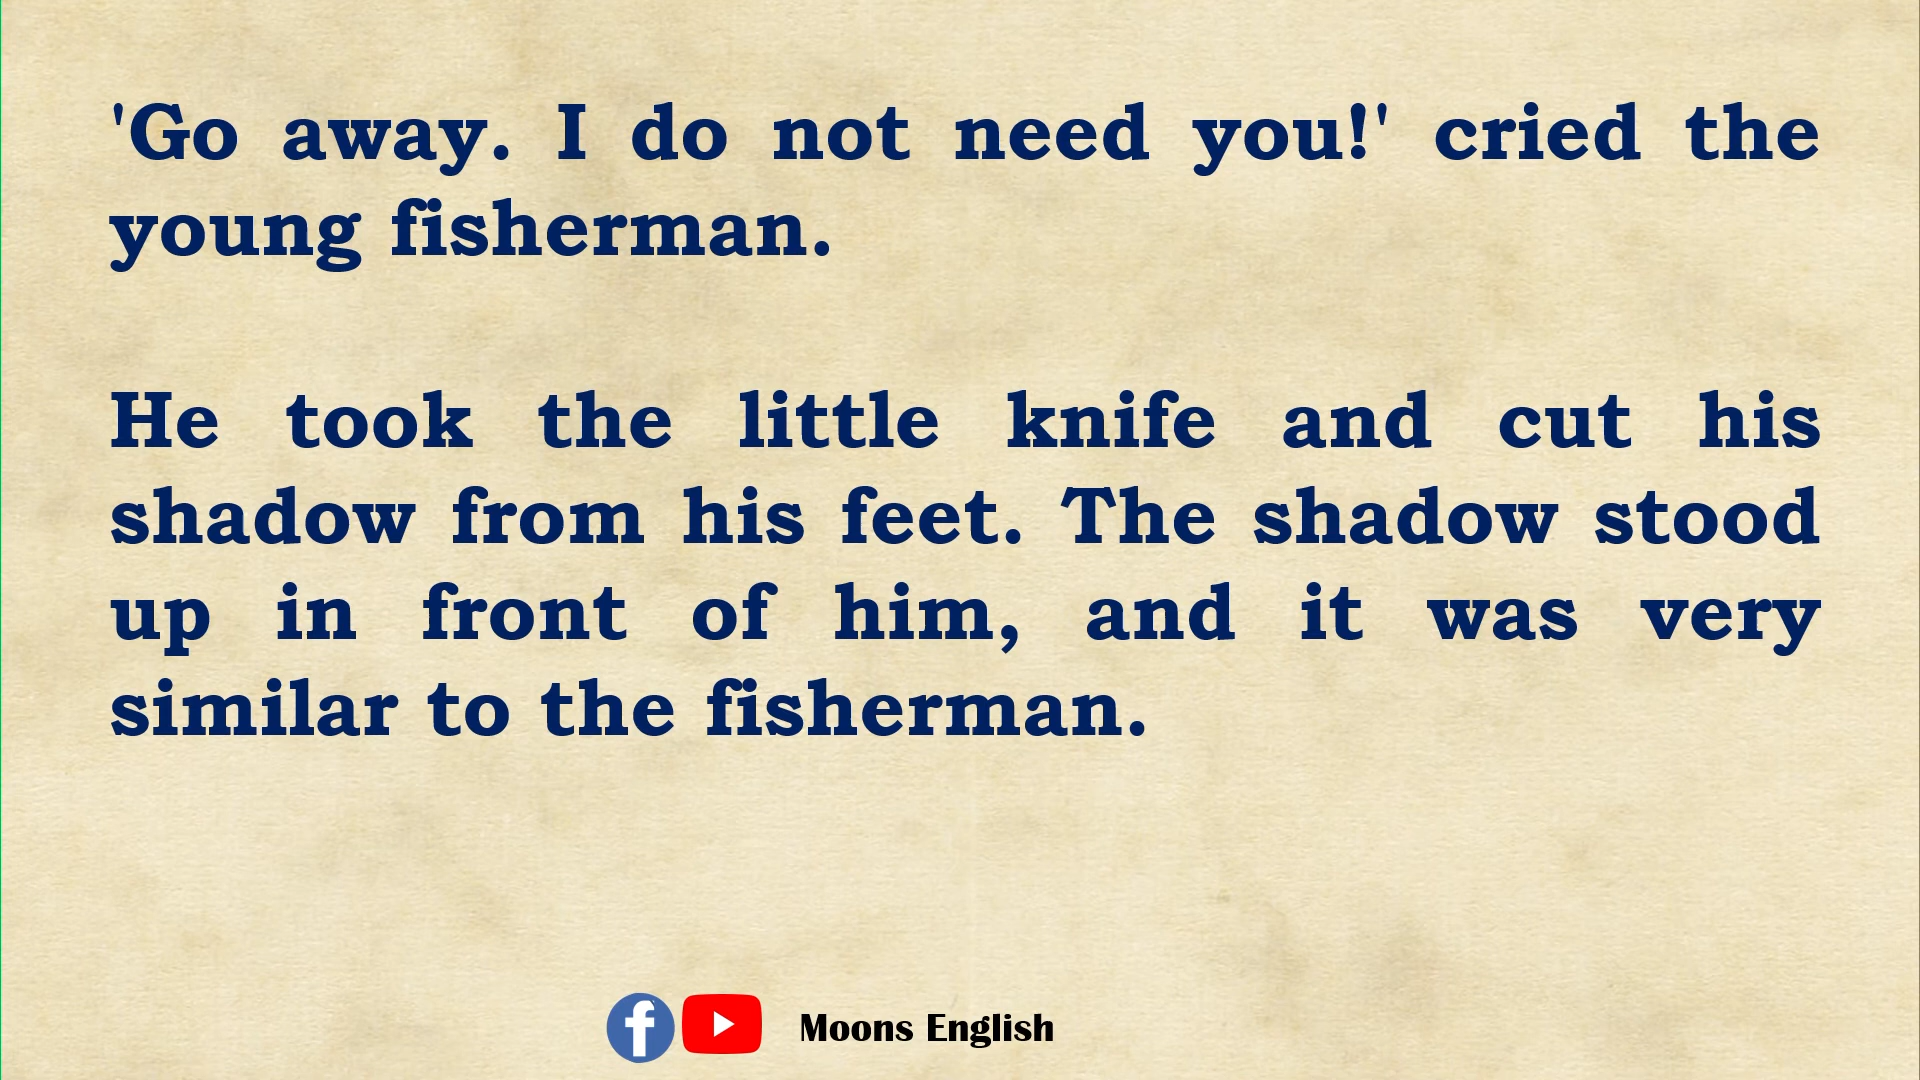 'Go away. I do not need you!' cried the
young fisherman.
He took the little knife and cut his
shadow from his feet. The shadow stood
up in front of him, and it was very
similar to the fisherman.
Moons English